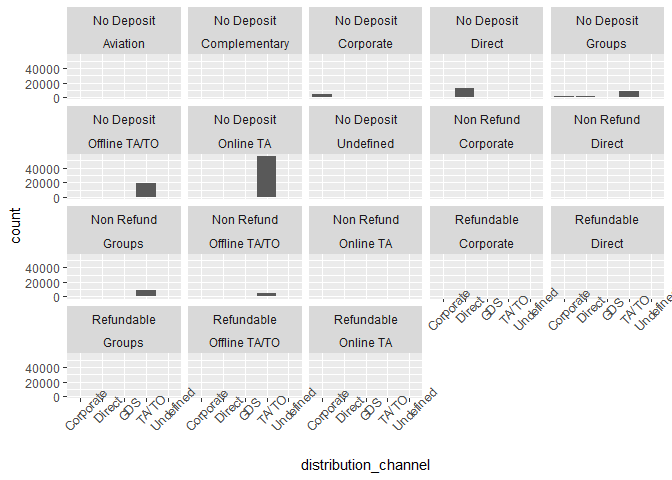 No Deposit No Deposit No Deposit No Deposit No Deposit
Aviation Complementary Corporate Direct Groups
40000
20000
0
No Deposit No Deposit No Deposit Non Refund Non Refund
Offline TA/TO Online TA Undefined Corporate Direct
40000
20000
0
Non Refund Non Refund Non Refund Refundable Refundable
Groups Offline TA/TO Online TA Corporate Direct
40000
20000
0
Corporate Direct GDS TA/TO Undefined Corporate Direct GDS TA/TO Undefined
Refundable Refundable Refundable
Groups Offline TA/TO Online TA
40000
20000
0
Corporate Direct GDS TA/TO Undefined Corporate Direct GDS TA/TO Undefined Corporate Direct GDS TA/TO Undefined
count
distribution_channel